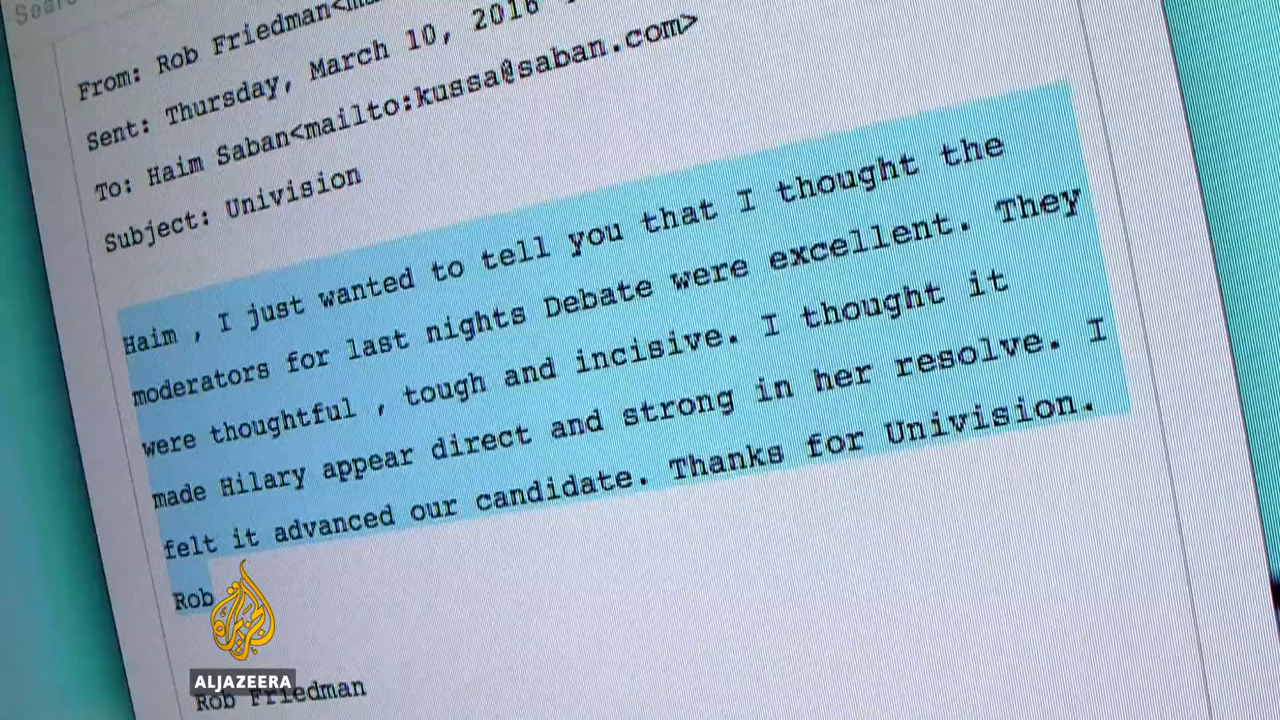 From: Rob Friedman
Sent: Thursday, March 10, 2016
To: Haim Saban<mailto:kussa@saban.com>
Subject: Univision
Haim , I just wanted to tell you that I thought the
moderators for last nights Debate were excellent. They
were thoughtful , tough and incisive. I thought it
made Hilary appear direct and strong in her resolve. I
felt it advanced our candidate. Thanks for Univision.
Rob
ALJAZEERA
Rob Friedman